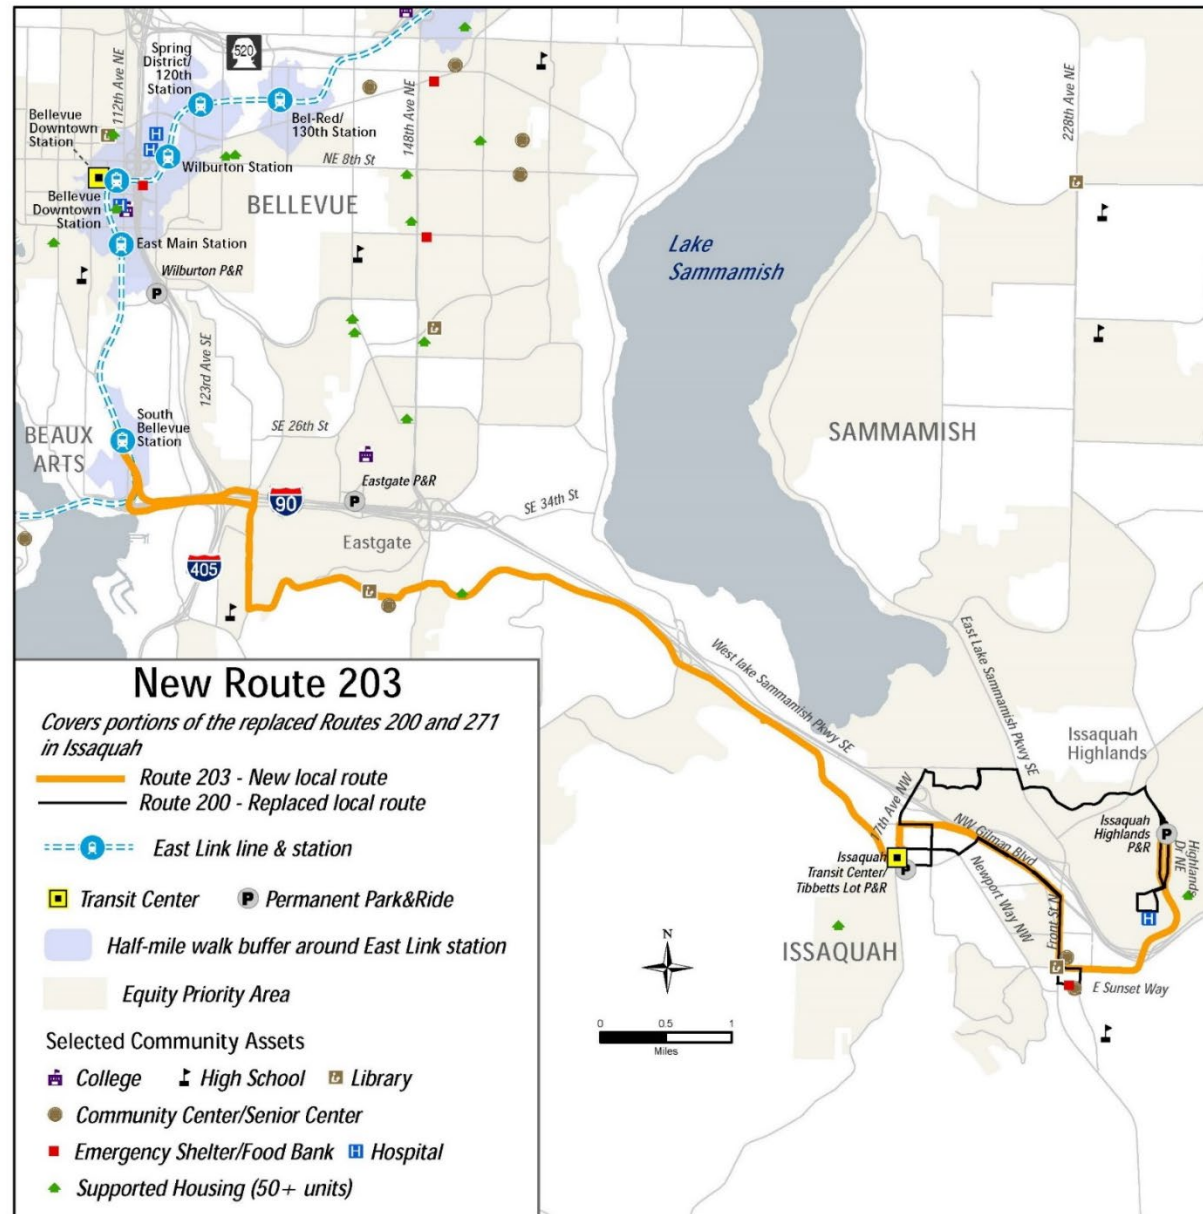 Spring
District/
120th
Station
520
112th Ave NE
Bellevue
Downtown
Station
Bel-Red/
130th Station
148th Ave NE
228th Ave NE
Wilburton Station
NE 8th St
Bellevue
Downtown
Station
BELLEVUE
East Main Station
Wilburton P&R
P
Lake
Sammamish
123rd Ave SE
South
Bellevue
Station
SE 26th St
BEAUX
ARTS
SAMMAMISH
Eastgate P&R
P
90
SE 34th St
Eastgate
405
West lake Sammamish Pkwy SE
East Lake Sammamish Pkwy SE
Issaquah
Highlands
17th Ave NW
NW Gilman Blvd
Issaquah
Highlands
P&R
P
Highlands
Dr NE
Issaquah
Transit Center/
Tibbetts Lot P&R
P
Newport Way NW
Front St N
H
ISSAQUAH
E Sunset Way
N
0 0.5 1
Miles
New Route 203
Covers portions of the replaced Routes 200 and 271
in Issaquah
Route 203 - New local route
Route 200 - Replaced local route
East Link line & station
Transit Center
P Permanent Park&Ride
Half-mile walk buffer around East Link station
Equity Priority Area
Selected Community Assets
College
High School
Library
Community Center/Senior Center
Emergency Shelter/Food Bank
H Hospital
Supported Housing (50+ units)